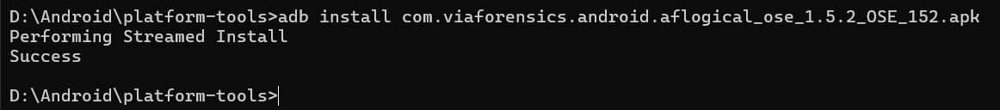 D:\Android\platform-tools>adb install com.viaforensics.android.aflogical_ose_1.5.2_OSE_152.apk
Performing Streamed Install
Success
D:\Android\platform-tools>